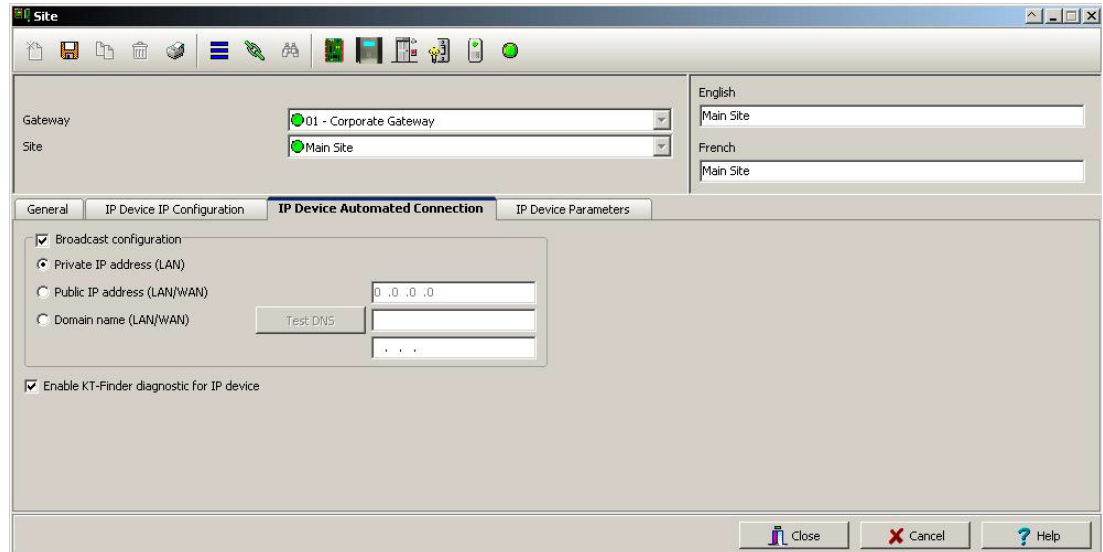 Site
English
Gateway 01 - Corporate Gateway Main Site
Site Main Site French
Main Site
General IP Device IP Configuration IP Device Automated Connection IP Device Parameters
Broadcast configuration
Private IP address (LAN)
Public IP address (LAN/WAN) 0 .0 .0 .0
Domain name (LAN/WAN) Test DNS
. . .
Enable KT-Finder diagnostic for IP device
Close Cancel Help